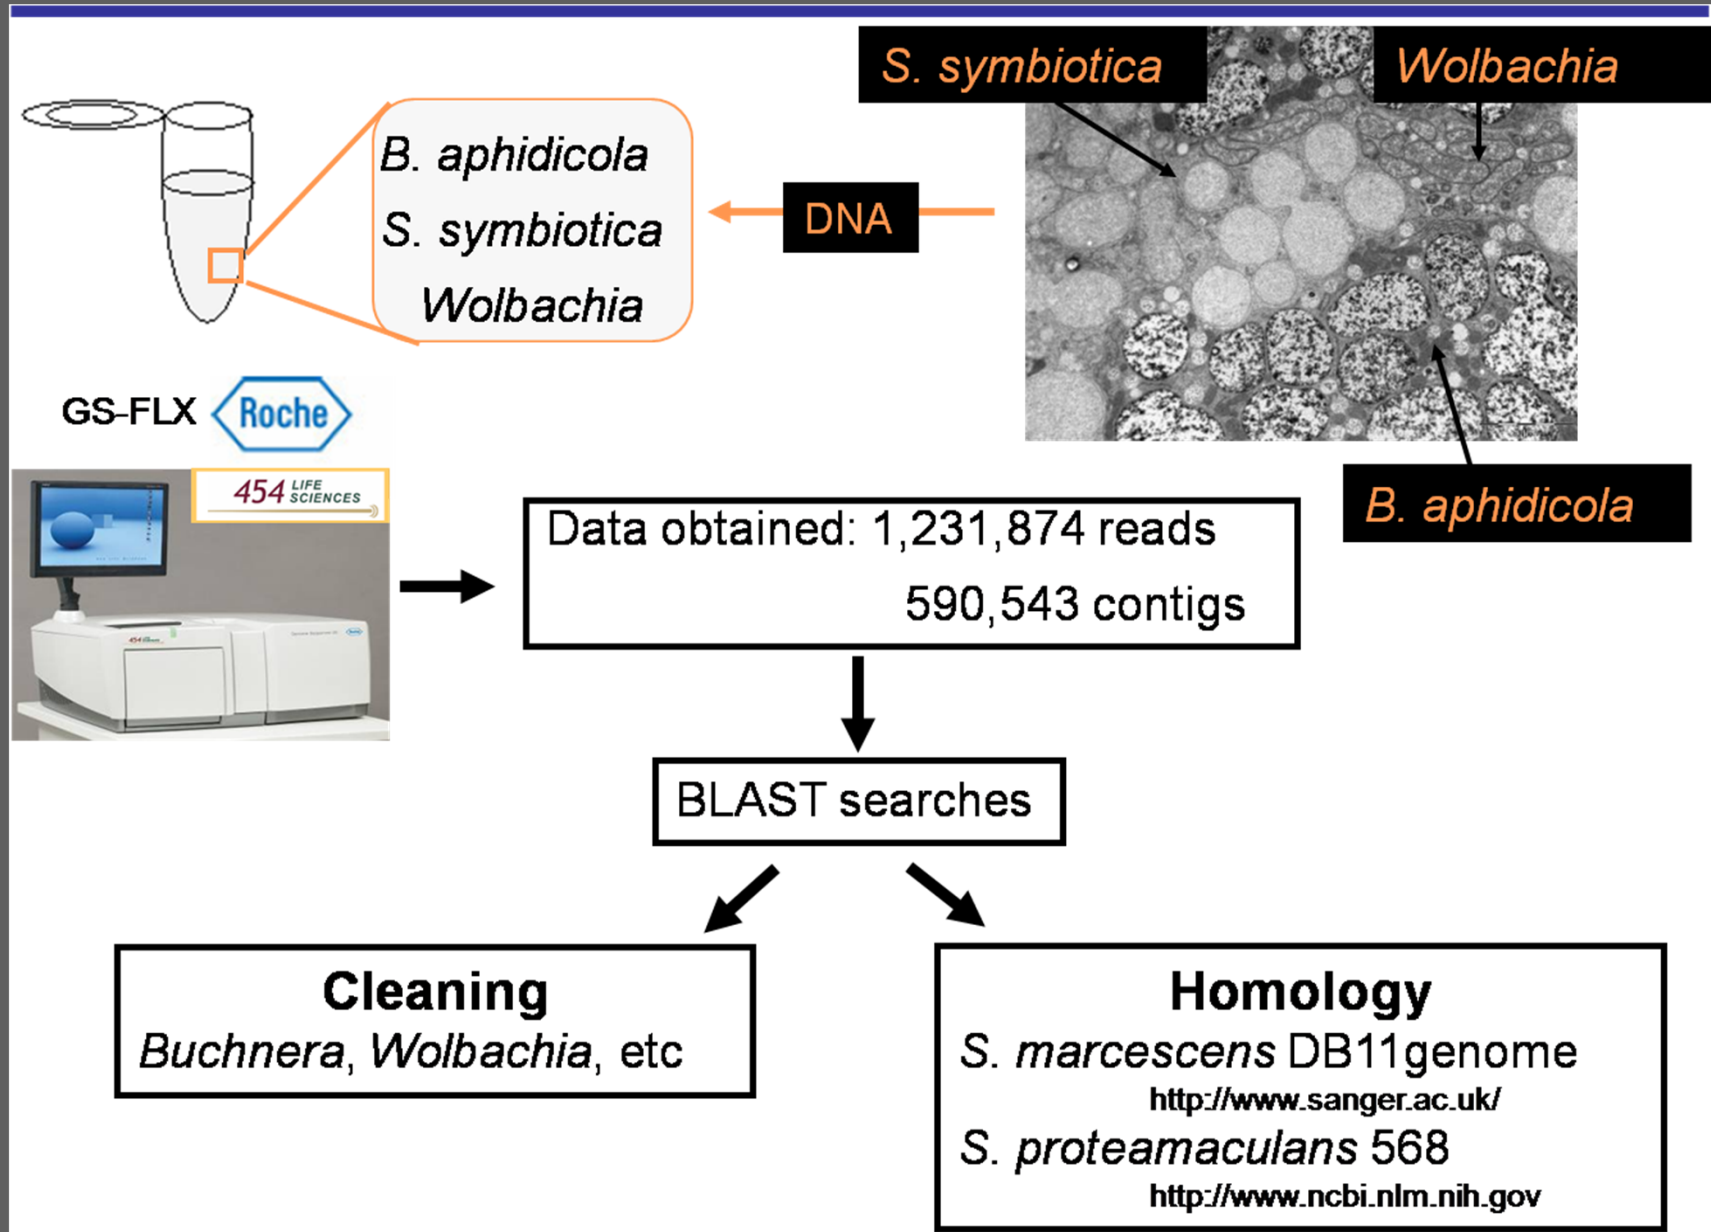 S. symbiotica
Wolbachia
B. aphidicola
S. symbiotica
Wolbachia
DNA
B. aphidicola
GS-FLX
Roche
454 LIFE SCIENCES
Data obtained: 1,231,874 reads
590,543 contigs
BLAST searches
Cleaning
Buchnera, Wolbachia, etc
Homology
S. marcescens DB11genome
http://www.sanger.ac.uk/
S. proteamaculans 568
http://www.ncbi.nlm.nih.gov